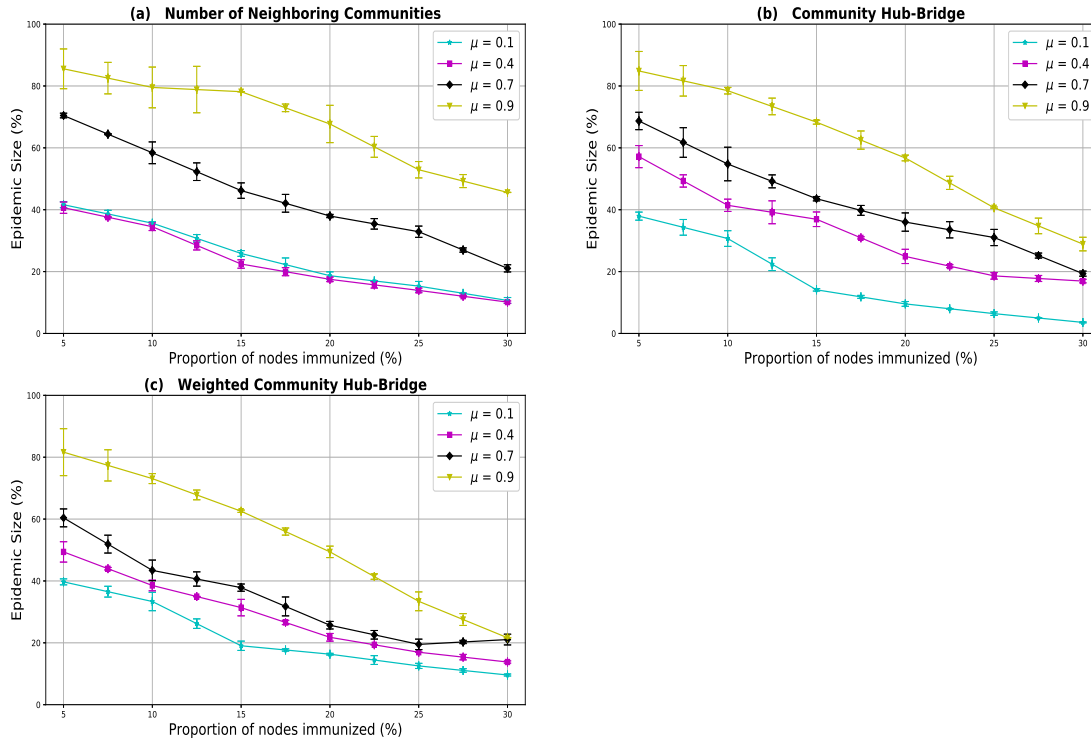 (a) Number of Neighboring Communities
100
80
60
40
20
0
Epidemic Size (%)
μ = 0.1
μ = 0.4
μ = 0.7
μ = 0.9
5 10 15 20 25 30
Proportion of nodes immunized (%)
(b) Community Hub-Bridge
100
80
60
40
20
0
Epidemic Size (%)
μ = 0.1
μ = 0.4
μ = 0.7
μ = 0.9
5 10 15 20 25 30
Proportion of nodes immunized (%)
(c) Weighted Community Hub-Bridge
100
80
60
40
20
0
Epidemic Size (%)
μ = 0.1
μ = 0.4
μ = 0.7
μ = 0.9
5 10 15 20 25 30
Proportion of nodes immunized (%)